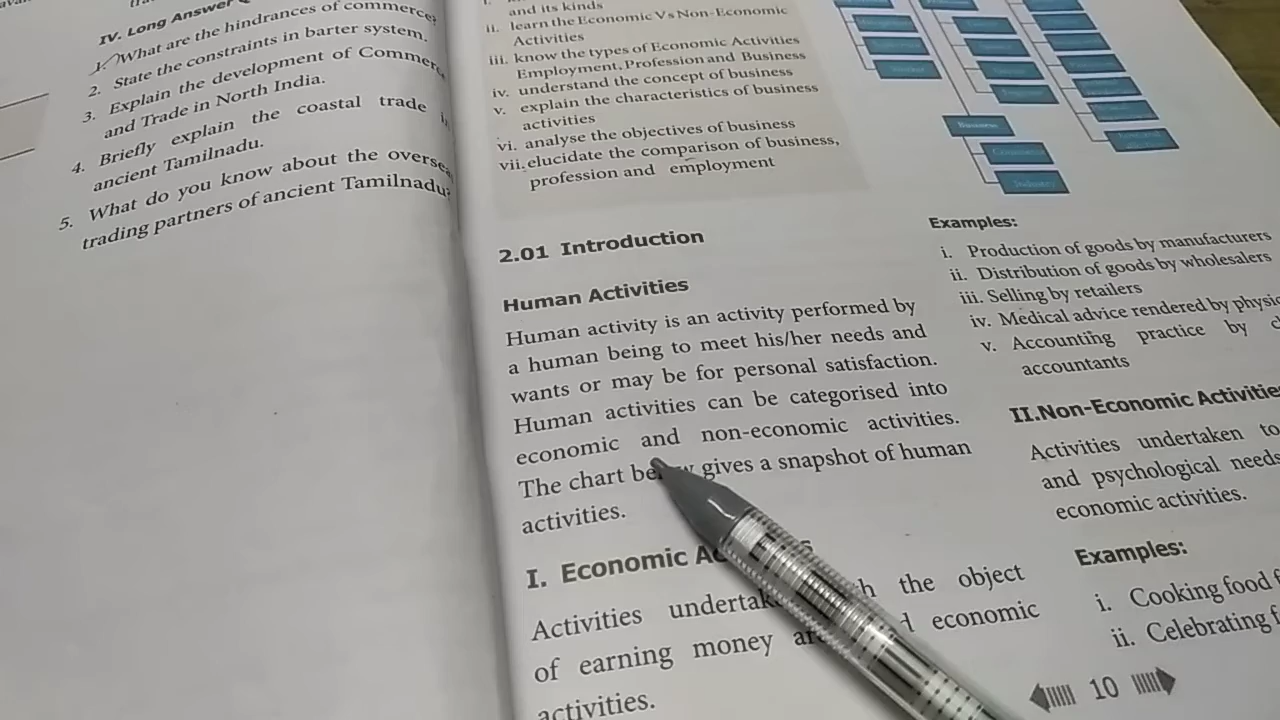 IV. Long Answer
1. What are the hindrances of commerce?
2. State the constraints in barter system.
3. Explain the development of Commerce
and Trade in North India.
4. Briefly explain the coastal trade in
ancient Tamilnadu.
5. What do you know about the overseas
trading partners of ancient Tamilnadu?
and its kinds
ii. learn the Economic Vs Non-Economic
Activities
iii. know the types of Economic Activities
Employment, Profession and Business
iv. understand the concept of business
v. explain the characteristics of business
activities
vi. analyse the objectives of business
vii. elucidate the comparison of business,
profession and employment
2.01 Introduction
Human Activities
Human activity is an activity performed by
a human being to meet his/her needs and
wants or may be for personal satisfaction.
Human activities can be categorised into
economic and non-economic activities.
The chart below gives a snapshot of human
activities.
I. Economic
Activities
of earning money
activities.
the object
economic
Business
Industry
Examples:
i. Production of goods by manufacturers
ii. Distribution of goods by wholesalers
iii. Selling by retailers
iv. Medical advice rendered by
v. Accounting practice by
accountants
II.Non-Economic
Activities undertaken to
and psychological needs
economic activities.
Examples:
i. Cooking food
ii. Celebrating
10